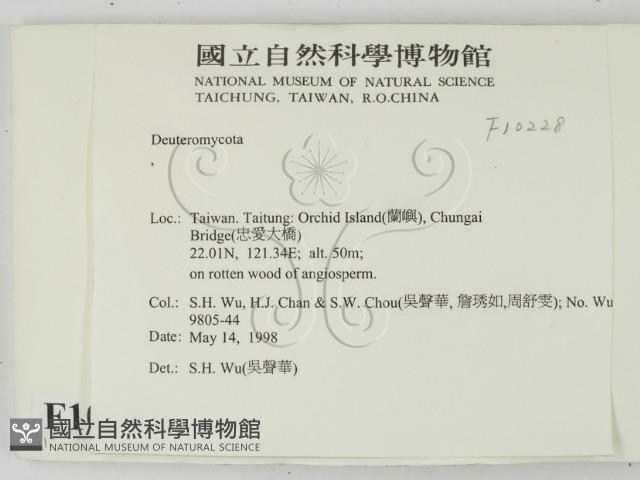 國立自然科學博物館
NATIONAL MUSEUM OF NATURAL SCIENCE
TAICHUNG, TAIWAN, R.O.CHINA
F10228
Deuteromycota
,
Loc.: Taiwan. Taitung: Orchid Island(蘭嶼), Chungai
Bridge(忠愛大橋)
22.01N, 121.34E; alt. 50m;
on rotten wood of angiosperm.
Col.: S.H. Wu, H.J. Chan & S.W. Chou(吳聲華, 詹琇如,周舒雯); No. Wu
9805-44
Date: May 14, 1998
Det.: S.H. Wu(吳聲華)
F10
國立自然科學博物館
NATIONAL MUSEUM OF NATURAL SCIENCE